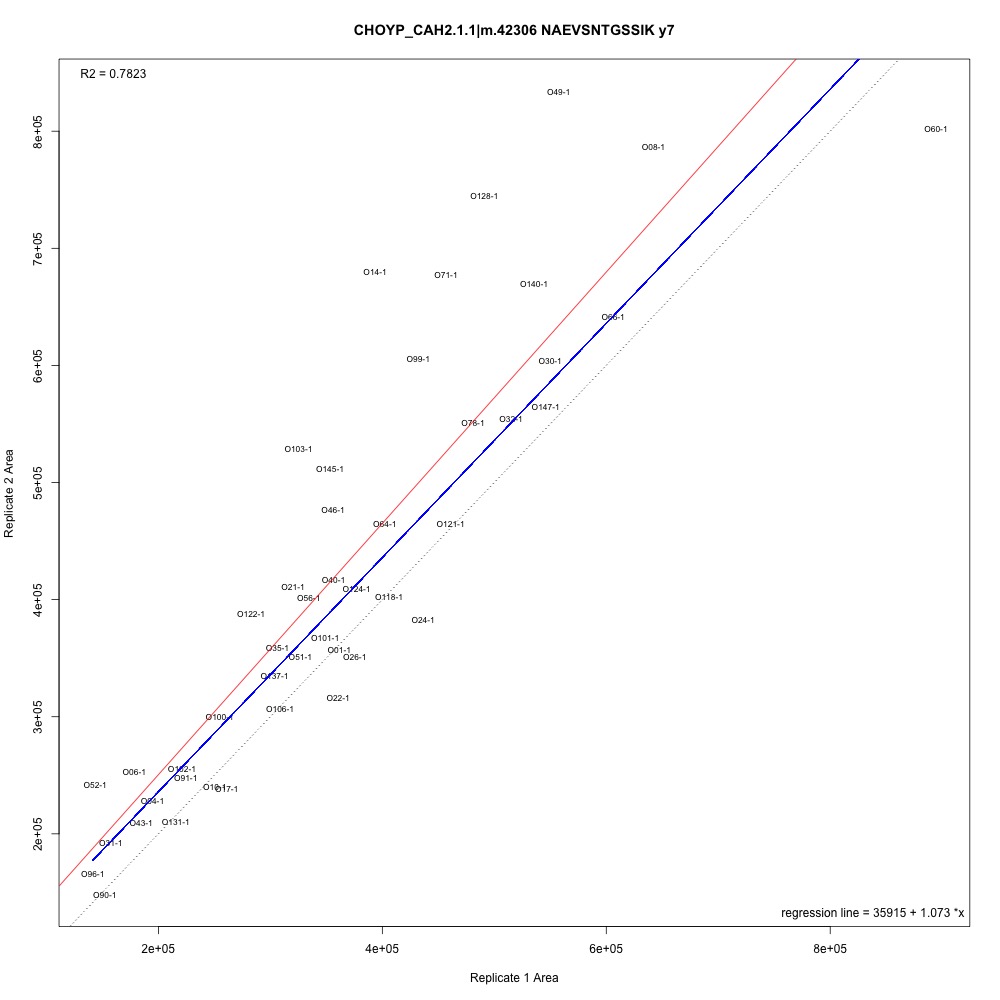 CHOYP_CAH2.1.1|m.42306 NAEVSNTGSSIK y7
R2 = 0.7823
O49-1
O60-1
O08-1
O128-1
O14-1
O71-1
O140-1
O66-1
O99-1
O30-1
O147-1
O32-1
O78-1
O103-1
O145-1
O46-1
O64-1
O121-1
O40-1
O21-1
O124-1
O56-1
O118-1
O122-1
O24-1
O101-1
O35-1
O01-1
O51-1
O26-1
O137-1
O22-1
O106-1
O100-1
O102-1
O06-1
O91-1
O52-1
O17-1
O43-1
O131-1
O31-1
O96-1
O90-1
regression line = 35915 + 1.073 *x
2e+05
3e+05
4e+05
5e+05
6e+05
7e+05
8e+05
Replicate 2 Area
2e+05
4e+05
6e+05
8e+05
Replicate 1 Area